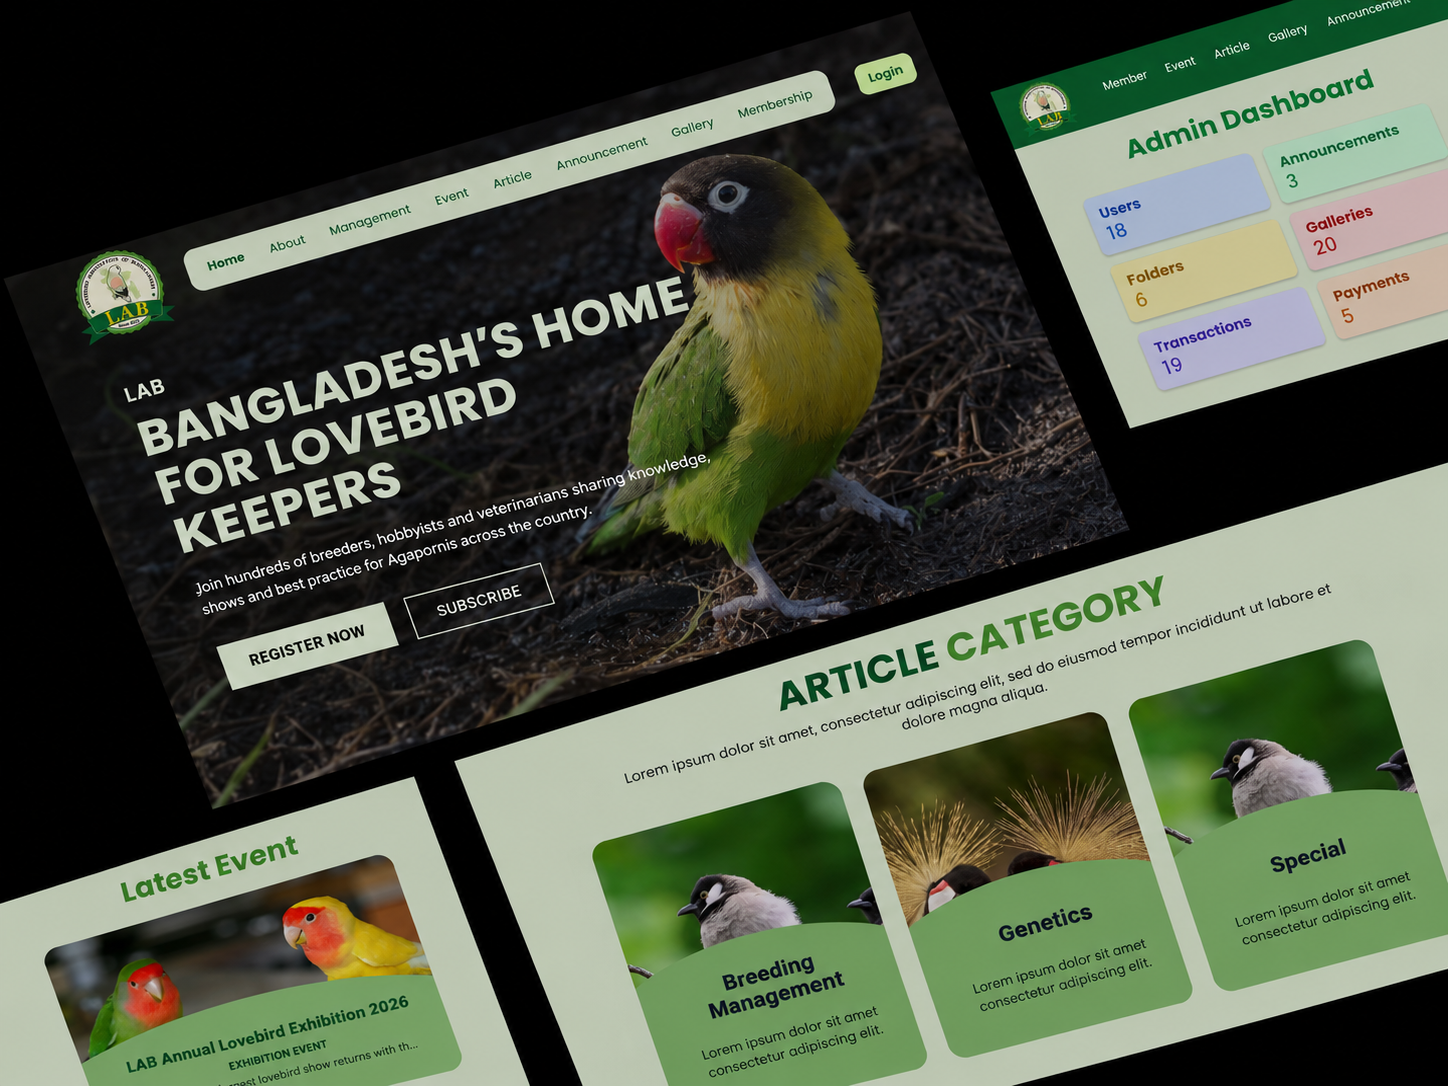 Home
About
Management
Event
Article
Announcement
Gallery
Membership
Login
LAB
LAB
BANGLADESH'S HOME
FOR LOVEBIRD
KEEPERS
Join hundreds of breeders, hobbyists and veterinarians sharing knowledge,
shows and best practice for Agapornis across the country.
REGISTER NOW
SUBSCRIBE
Member
Event
Article
Gallery
Announcement
LAB
Admin Dashboard
Users
18
Announcements
3
Folders
6
Galleries
20
Transactions
19
Payments
5
ARTICLE CATEGORY
Lorem ipsum dolor sit amet, consectetur adipiscing elit, sed do eiusmod tempor incididunt ut labore et
dolore magna aliqua.
Breeding
Management
Lorem ipsum dolor sit amet
consectetur adipiscing elit.
Genetics
Lorem ipsum dolor sit amet
consectetur adipiscing elit.
Special
Lorem ipsum dolor sit amet
consectetur adipiscing elit.
Latest Event
LAB Annual Lovebird Exhibition 2026
EXHIBITION EVENT
lovebird show returns with th...